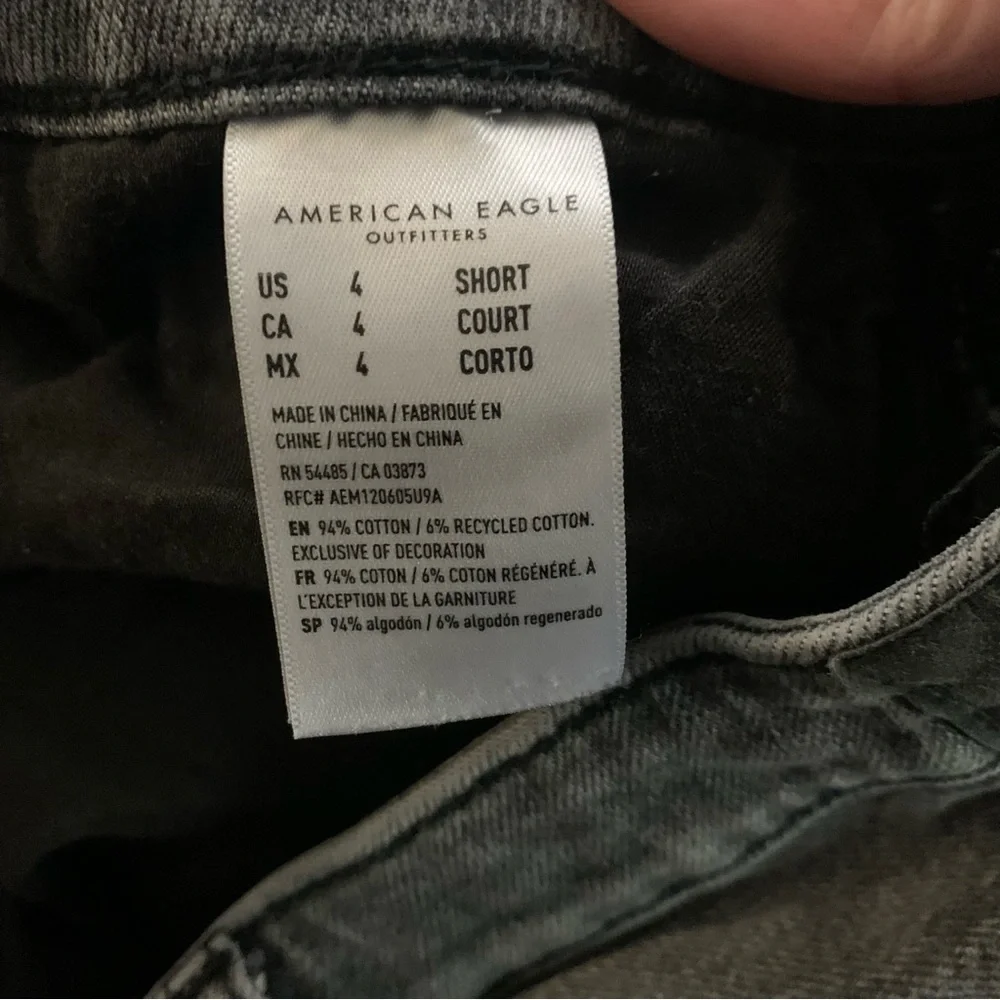 AMERICAN EAGLE
OUTFITTERS
US 4 SHORT
CA 4 COURT
MX 4 CORTO
MADE IN CHINA / FABRIQUÉ EN
CHINE / HECHO EN CHINA
RN 54485 / CA 03873
RFC# AEM120605U9A
EN 94% COTTON / 6% RECYCLED COTTON.
EXCLUSIVE OF DECORATION
FR 94% COTON / 6% COTON RÉGÉNÉRÉ. À
L'EXCEPTION DE LA GARNITURE
SP 94% algodón / 6% algodón regenerado